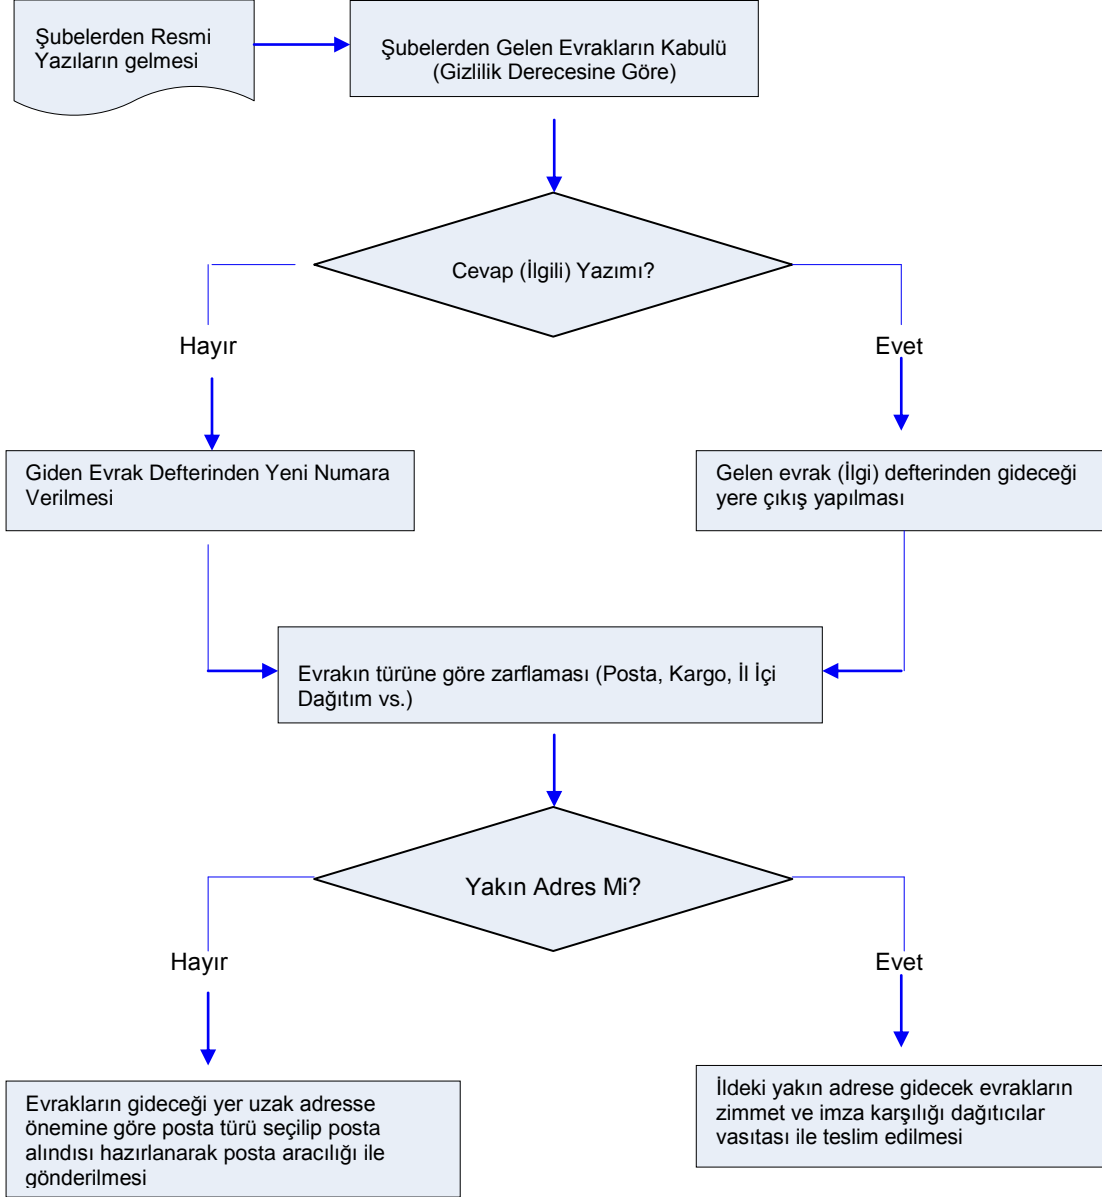 Şubelerden Resmi
Yazıların gelmesi
Şubelerden Gelen Evrakların Kabulü
(Gizlilik Derecesine Göre)
Cevap (İlgili) Yazımı?
Hayır
Evet
Giden Evrak Defterinden Yeni Numara
Verilmesi
Gelen evrak (İlgi) defterinden gideceği
yere çıkış yapılması
Evrakın türüne göre zarflaması (Posta, Kargo, İl İçi
Dağıtım vs.)
Yakın Adres Mi?
Hayır
Evet
Evrakların gideceği yer uzak adresse
önemine göre posta türü seçilip posta
alındısı hazırlanarak posta aracılığı ile
gönderilmesi
İldeki yakın adrese gidecek evrakların
zimmet ve imza karşılığı dağıtıcılar
vasıtası ile teslim edilmesi